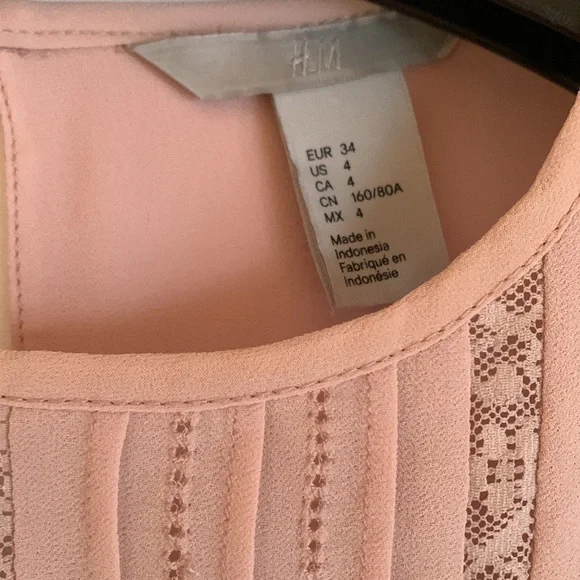 H&M
EUR 34
US 4
CA 4
CN 160/80A
MX 4
Made in
Indonesia
Fabriqué en
Indonésie